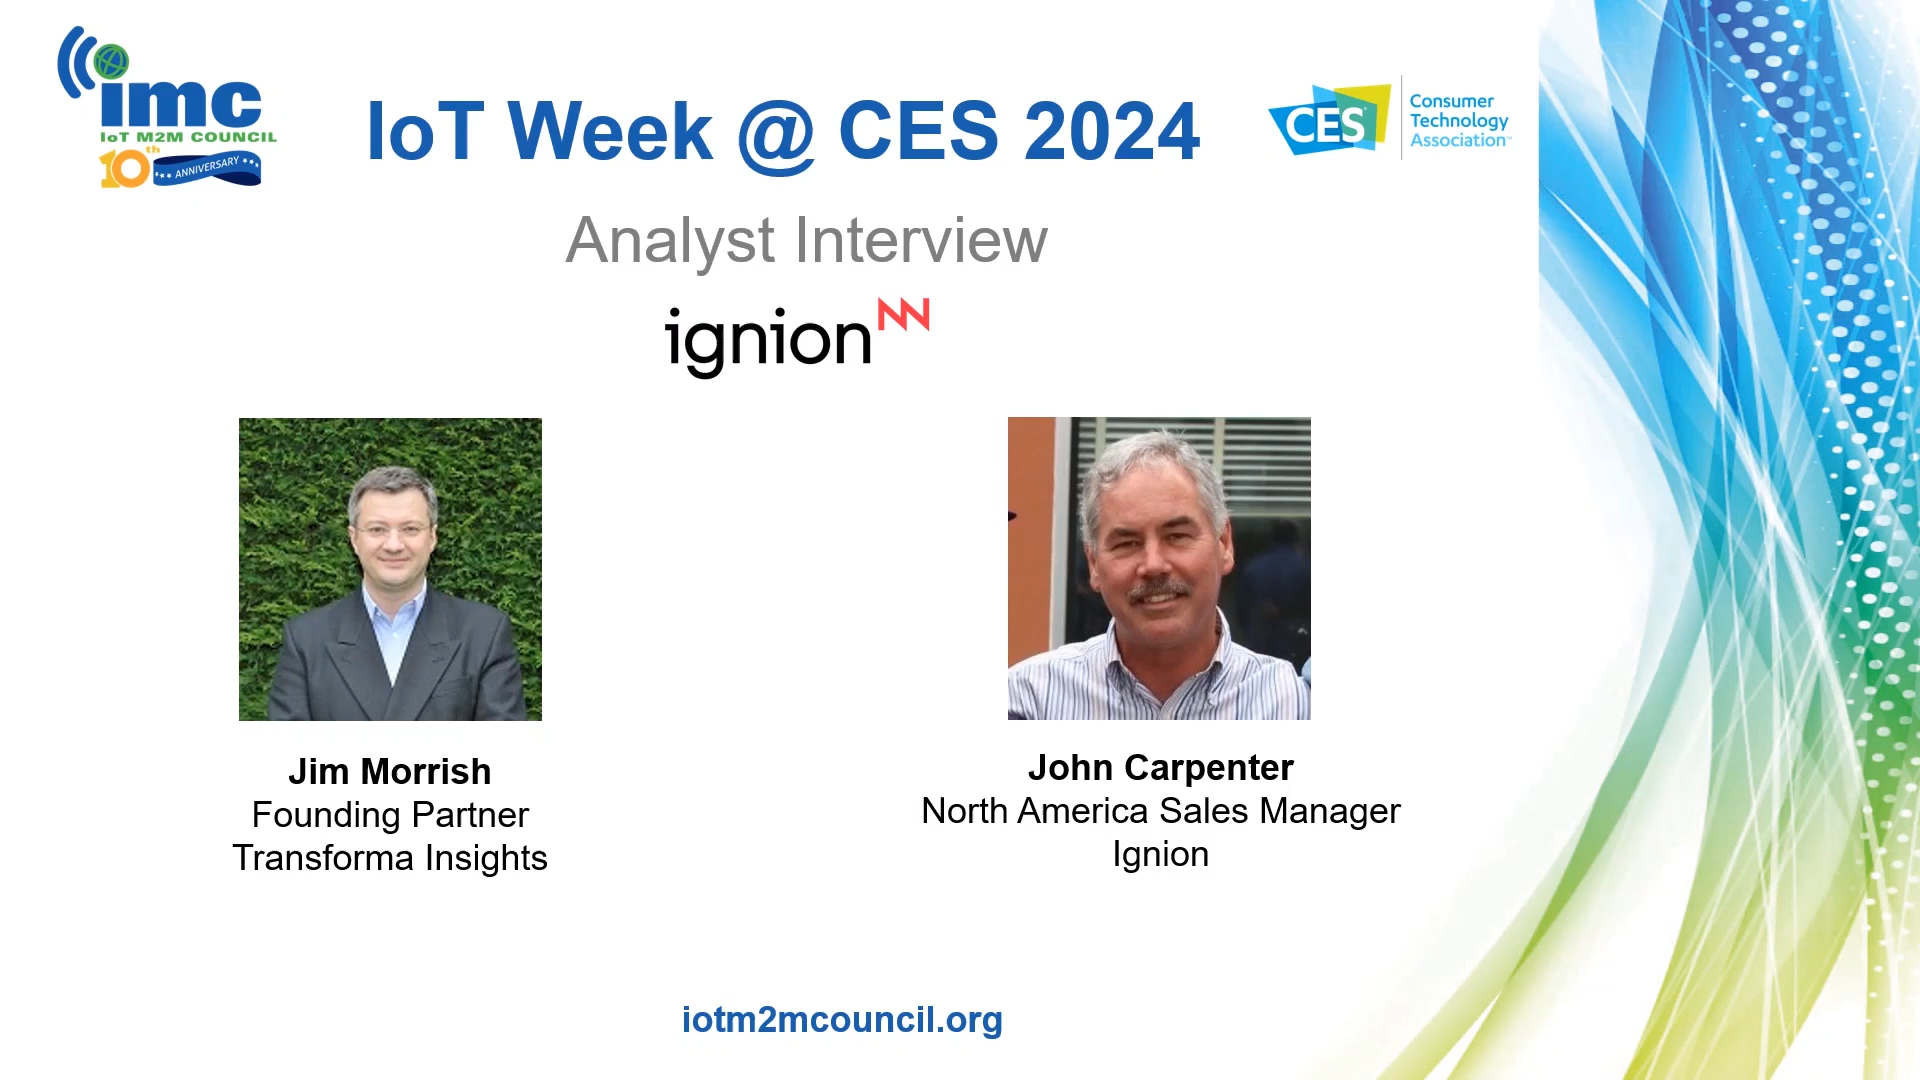 imc
IoT M2M COUNCIL
10th ANNIVERSARY
IoT Week @ CES 2024
CES
Consumer
Technology
Association™
Analyst Interview
ignion
Jim Morrish
Founding Partner
Transforma Insights
John Carpenter
North America Sales Manager
Ignion
iotm2mcouncil.org